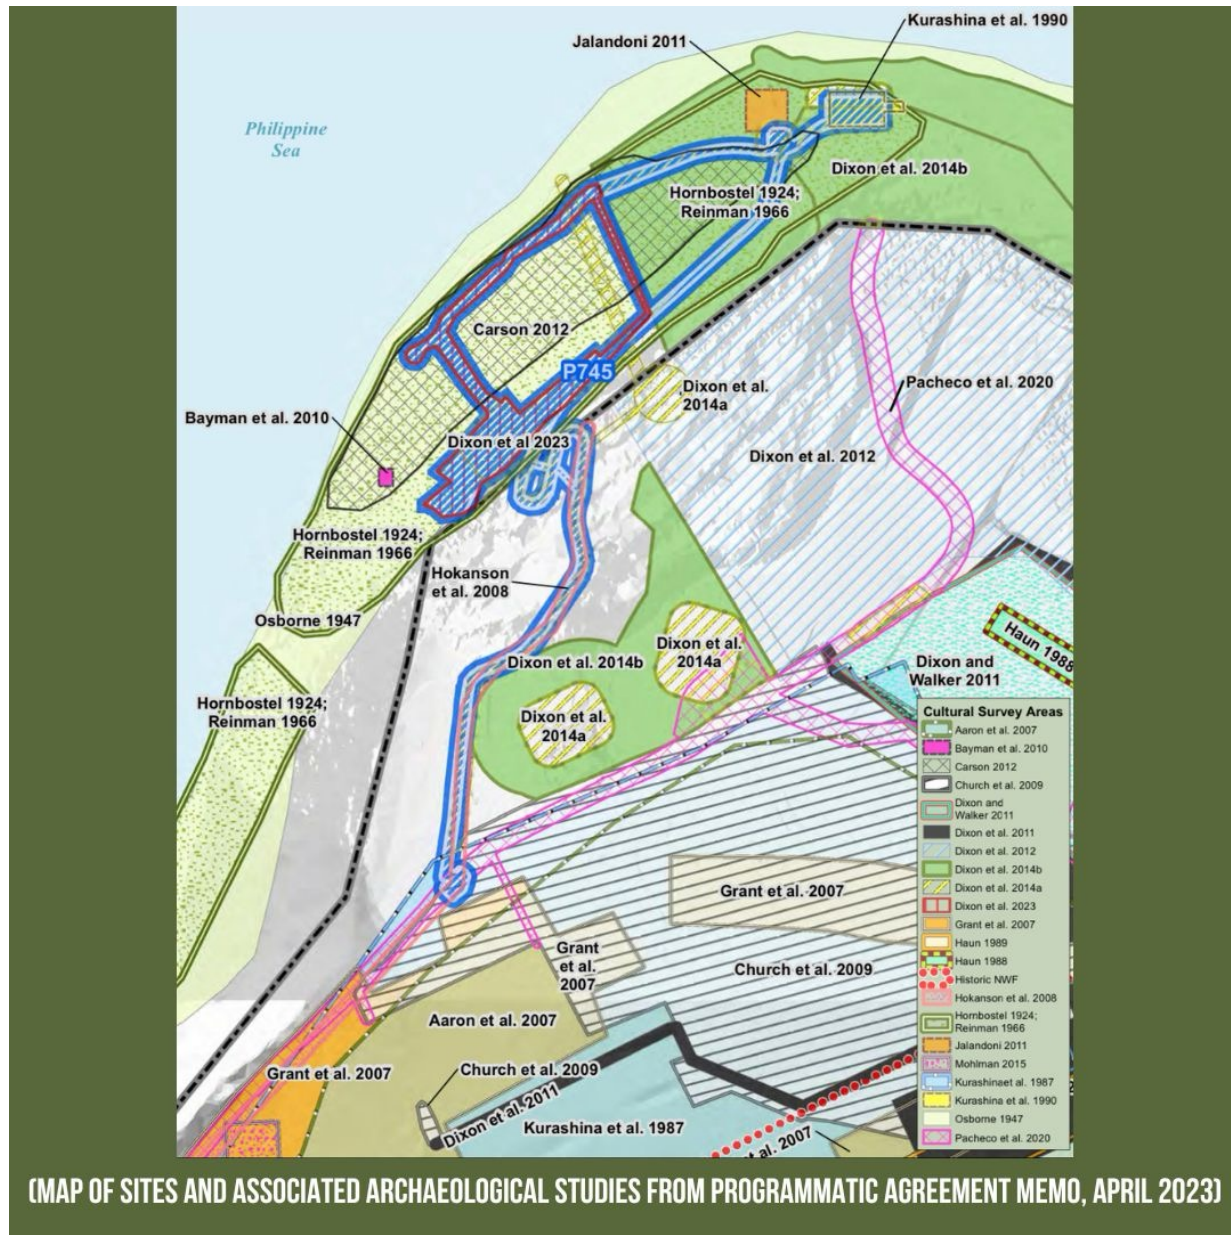 Kurashina et al. 1990
Jalandoni 2011
Philippine
Sea
Dixon et al. 2014b
Hornbostel 1924;
Reinman 1966
Carson 2012
P745
Dixon et al.
2014a
Pacheco et al. 2020
Bayman et al. 2010
Dixon et al 2023
Dixon et al. 2012
Hornbostel 1924;
Reinman 1966
Hokanson
et al. 2008
Osborne 1947
Haun 1988
Dixon et al.
2014a
Dixon et al. 2014b
Dixon and
Walker 2011
Hornbostel 1924;
Reinman 1966
Dixon et al.
2014a
Cultural Survey Areas
Aaron et al. 2007
Bayman et al. 2010
Carson 2012
Church et al. 2009
Dixon and
Walker 2011
Dixon et al. 2011
Dixon et al. 2012
Dixon et al. 2014b
Dixon et al. 2014a
Dixon et al. 2023
Grant et al. 2007
Haun 1989
Haun 1988
Historic NWF
Hokanson et al. 2008
Hornbostel 1924;
Reinman 1966
Jalandoni 2011
Mohlman 2015
Kurashinaet al. 1987
Kurashina et al. 1990
Osborne 1947
Pacheco et al. 2020
Grant et al. 2007
Grant
et al.
2007
Church et al. 2009
Aaron et al. 2007
Grant et al. 2007
Church et al. 2009
Dixon et al. 2011
Kurashina et al. 1987
et al. 2007
(MAP OF SITES AND ASSOCIATED ARCHAEOLOGICAL STUDIES FROM PROGRAMMATIC AGREEMENT MEMO, APRIL 2023)